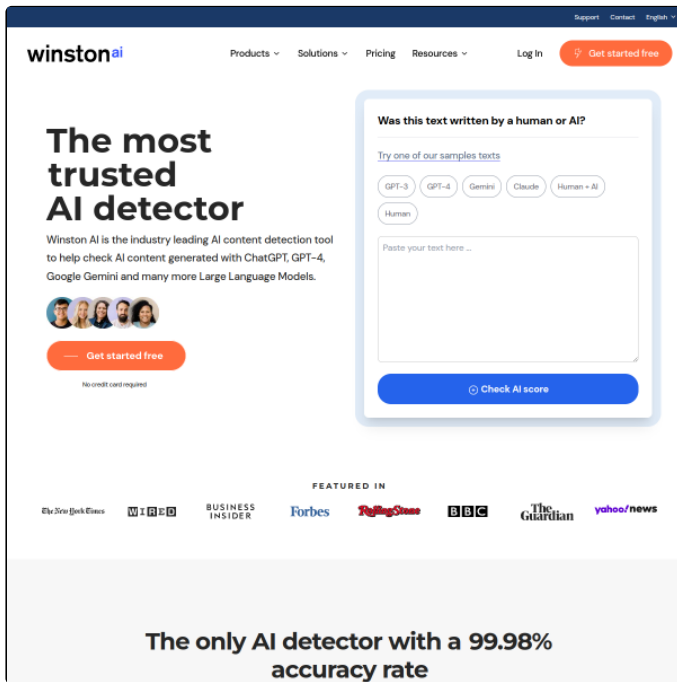 Support Contact English
winston ai
Products Solutions Pricing Resources Log In Get started free
The most
trusted
AI detector
Winston AI is the industry leading AI content detection tool
to help check AI content generated with ChatGPT, GPT-4,
Google Gemini and many more Large Language Models.
Get started free
No credit card required
Was this text written by a human or AI?
Try one of our samples texts
GPT-3 GPT-4 Gemini Claude Human + AI
Human
Paste your text here ...
Check AI score
FEATURED IN
The New York Times WIRED BUSINESS INSIDER Forbes RollingStone BBC The Guardian yahoo!news
The only AI detector with a 99.98%
accuracy rate